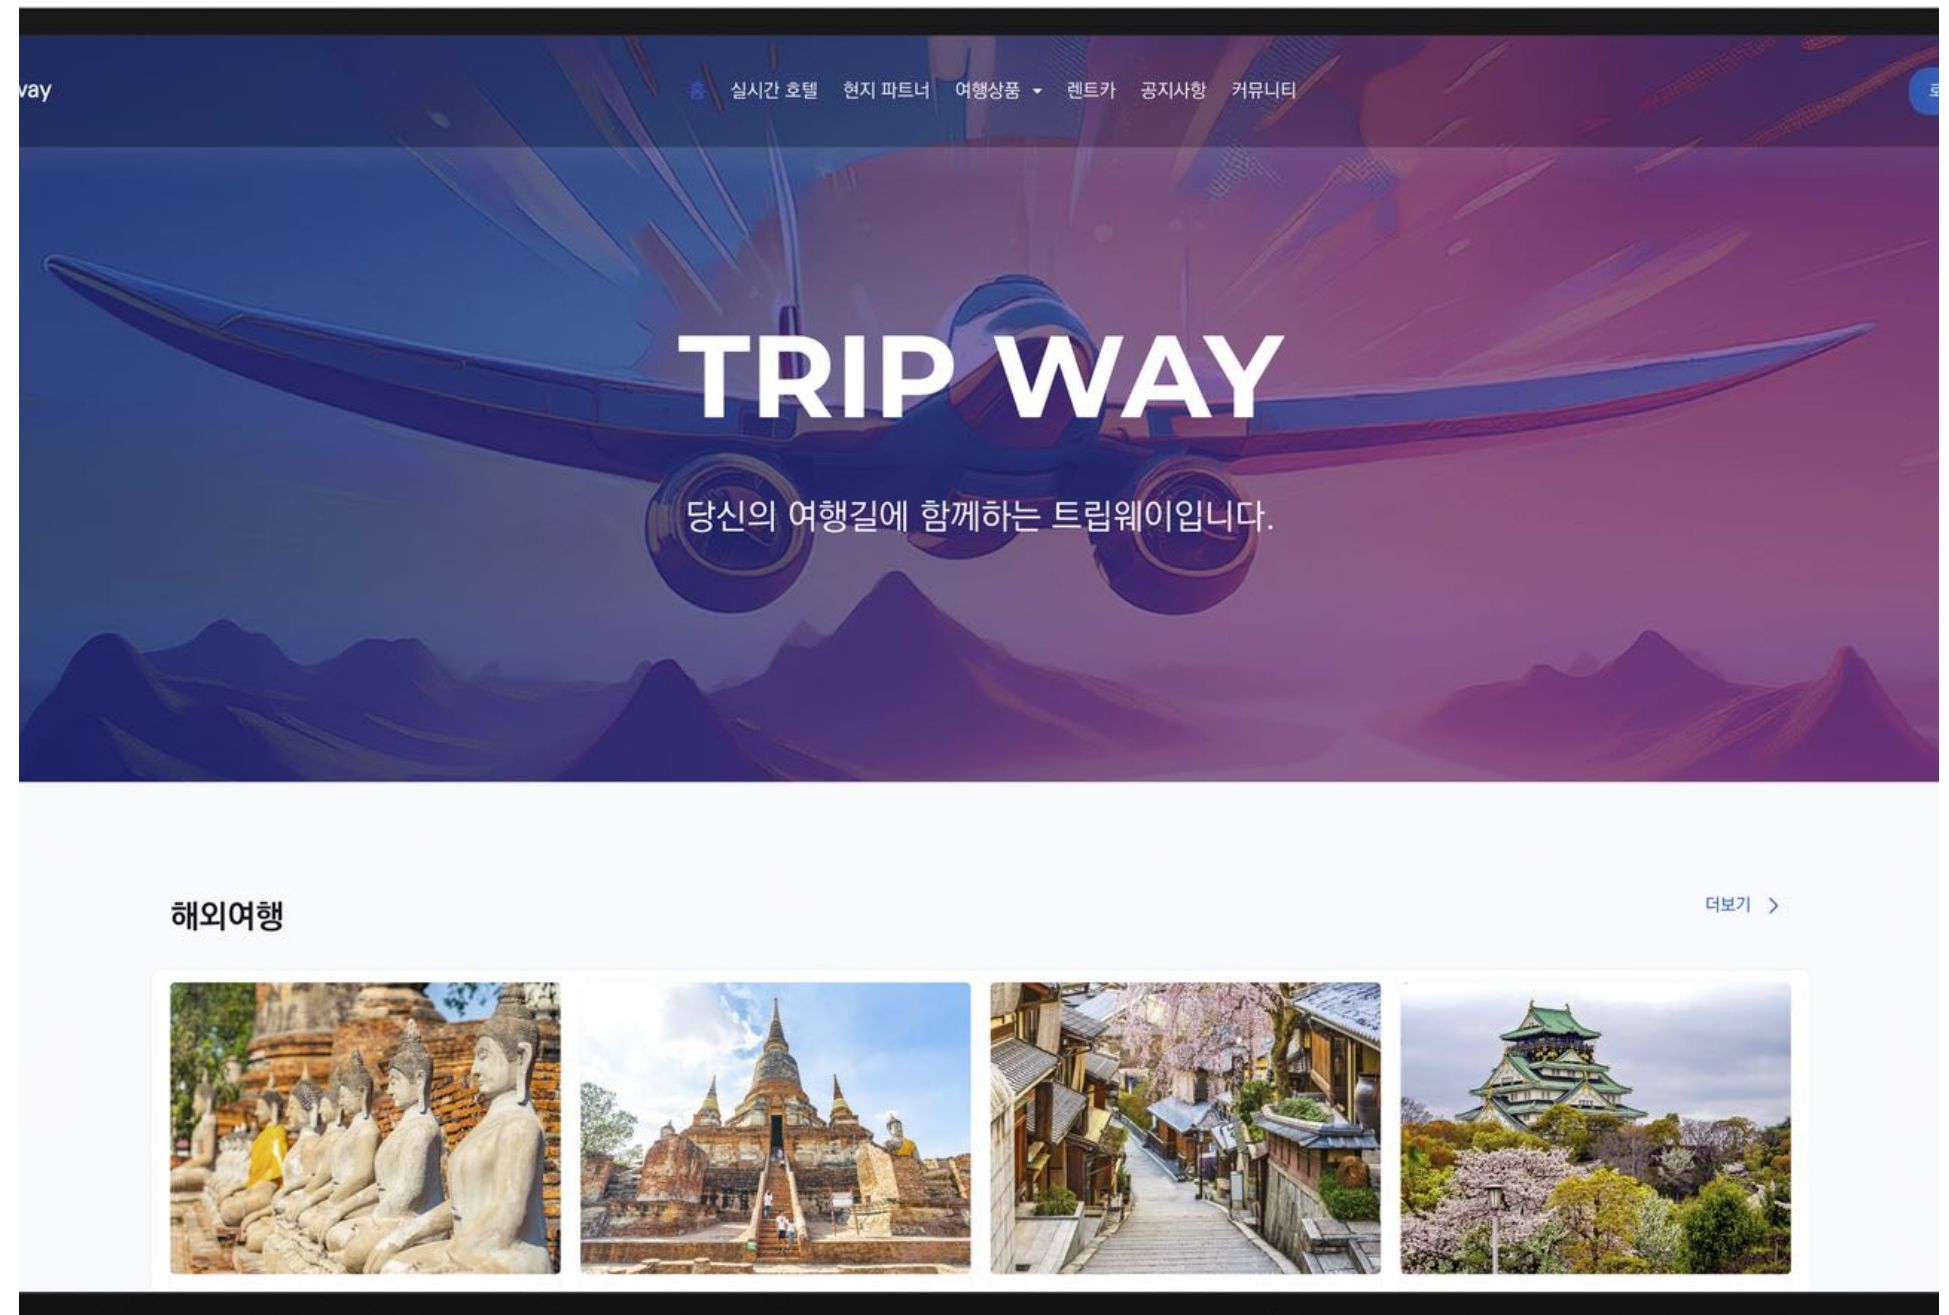 홈 실시간 호텔 현지 파트너 여행상품 렌트카 공지사항 커뮤니티
TRIP WAY
당신의 여행길에 함께하는 트립웨이입니다.
해외여행
더보기